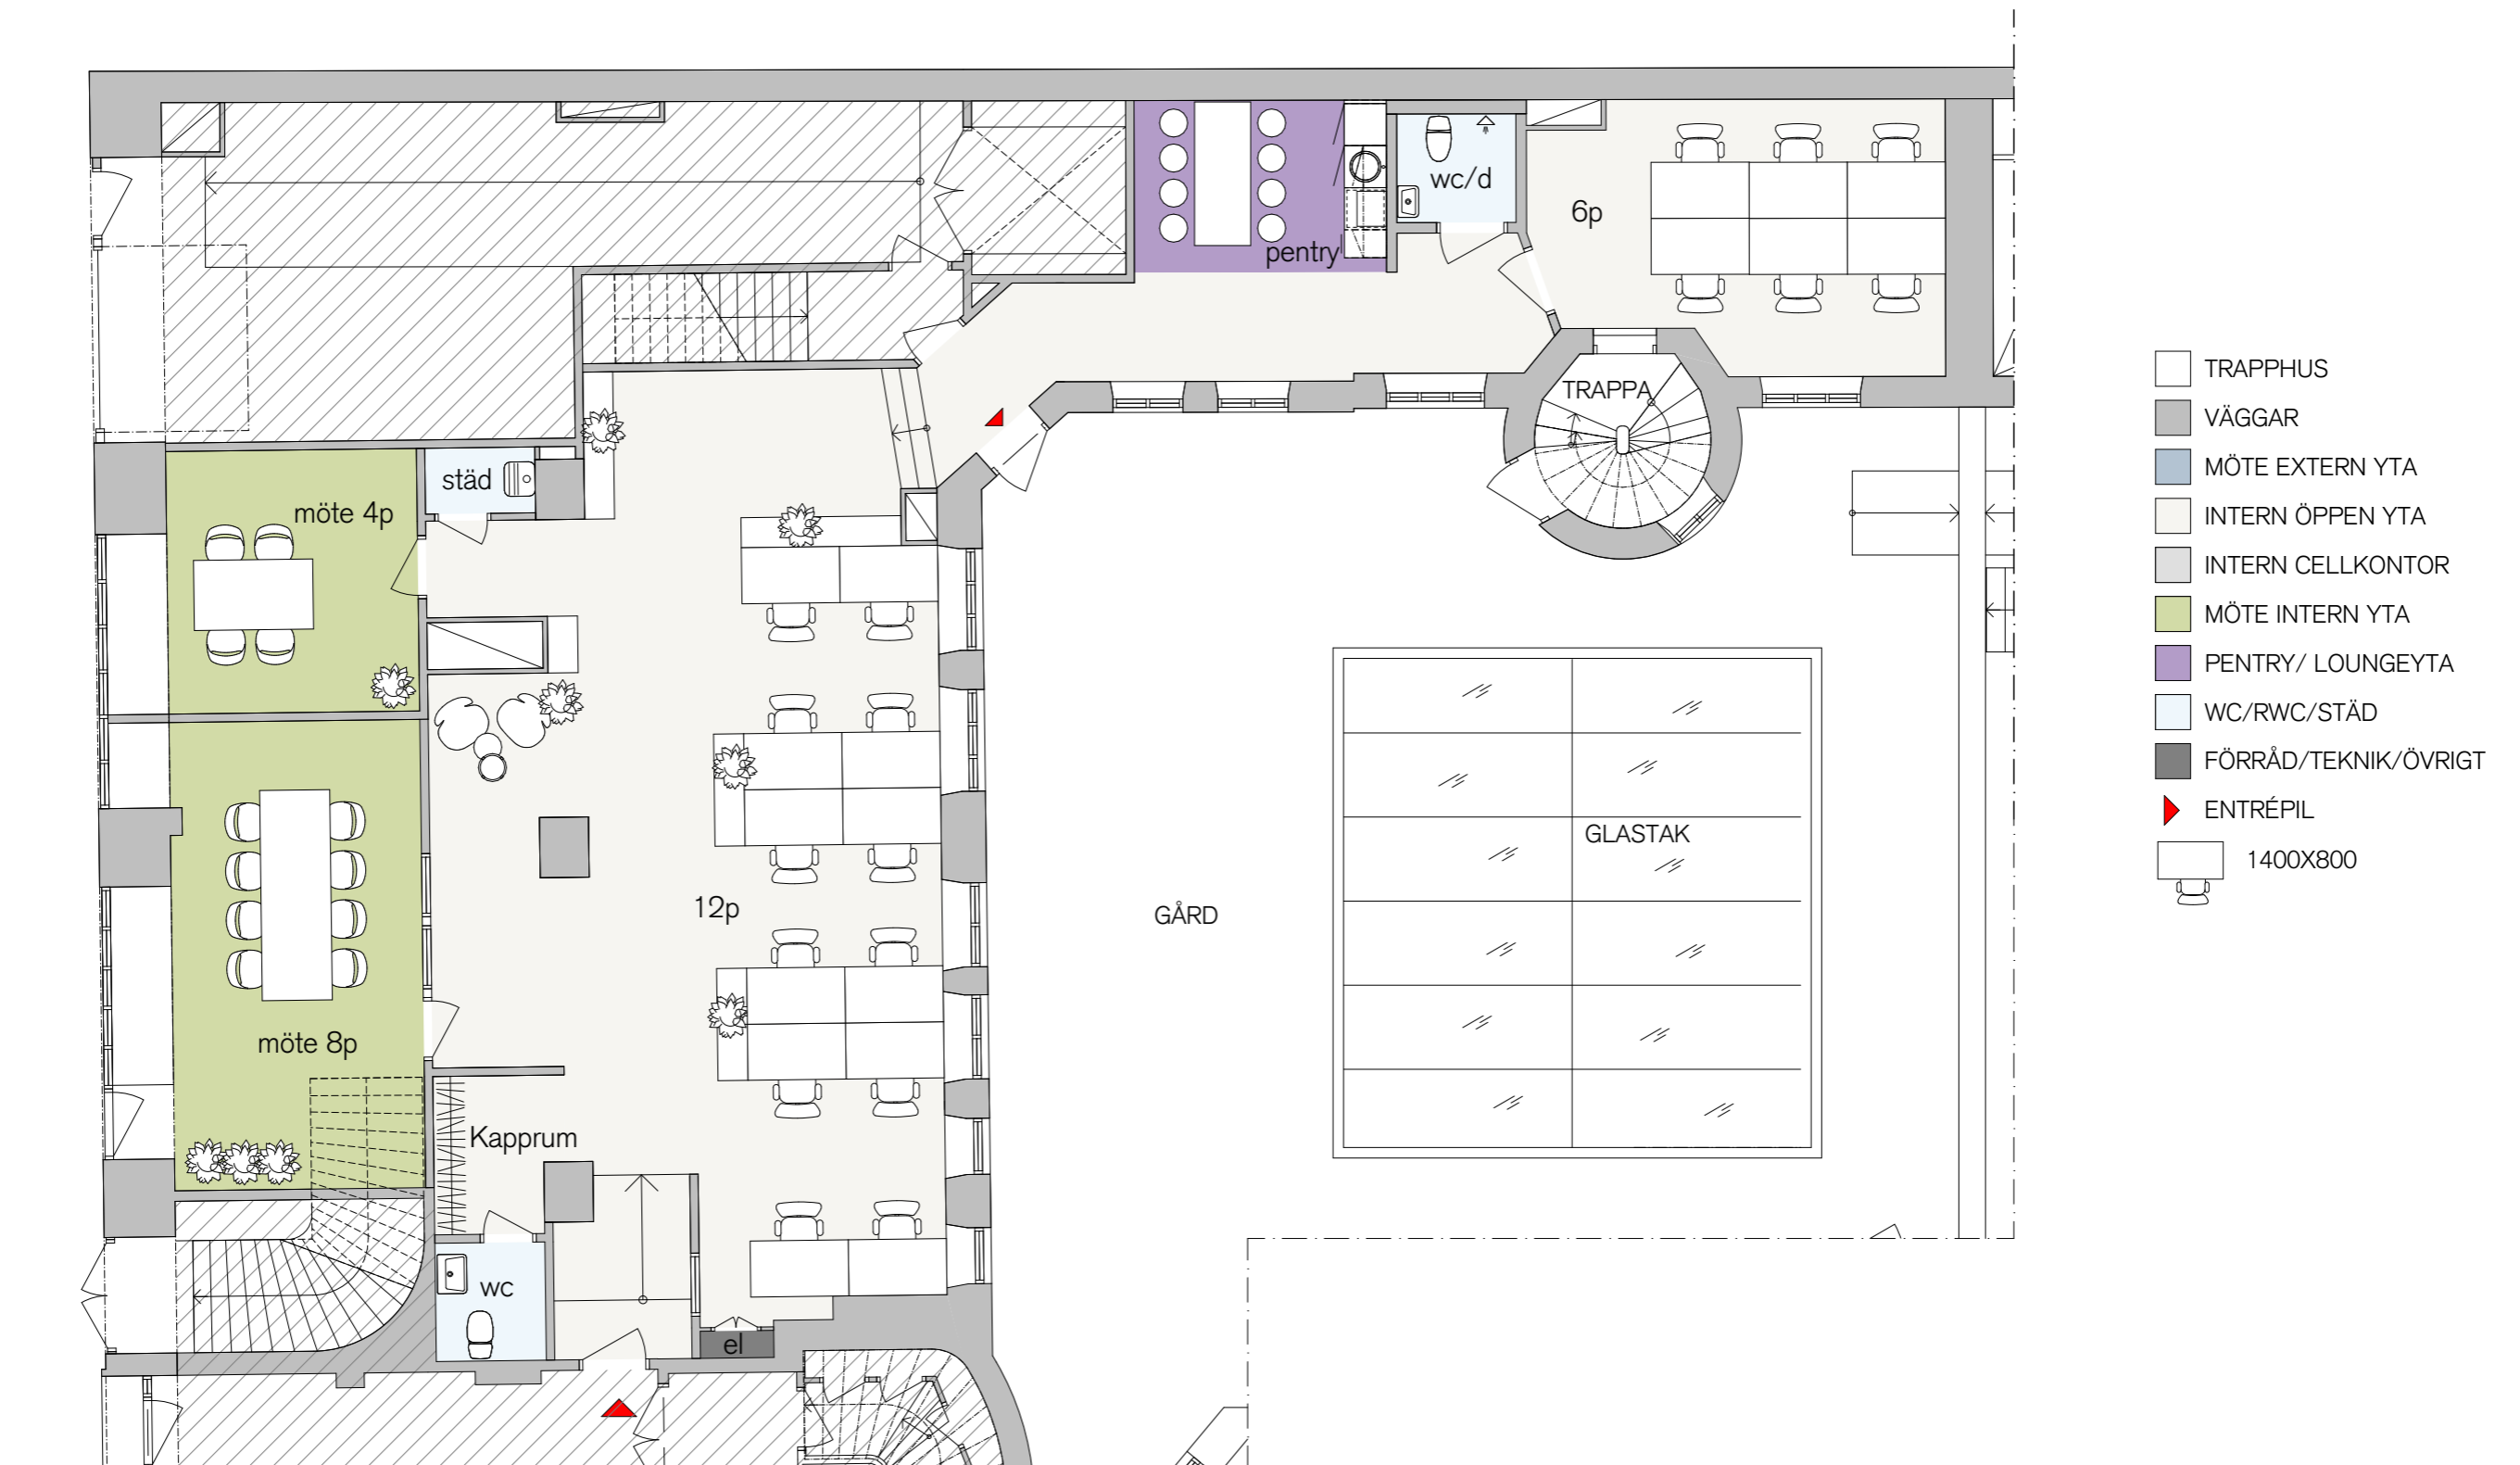 wc/d
6p
pentry
TRAPPA
städ
möte 4p
GLASTAK
12p
GÅRD
möte 8p
Kapprum
wc
el
TRAPPHUS
VÄGGAR
MÖTE EXTERN YTA
INTERN ÖPPEN YTA
INTERN CELLKONTOR
MÖTE INTERN YTA
PENTRY/ LOUNGEYTA
WC/RWC/STÄD
FÖRRÅD/TEKNIK/ÖVRIGT
ENTRÉPIL
1400X800